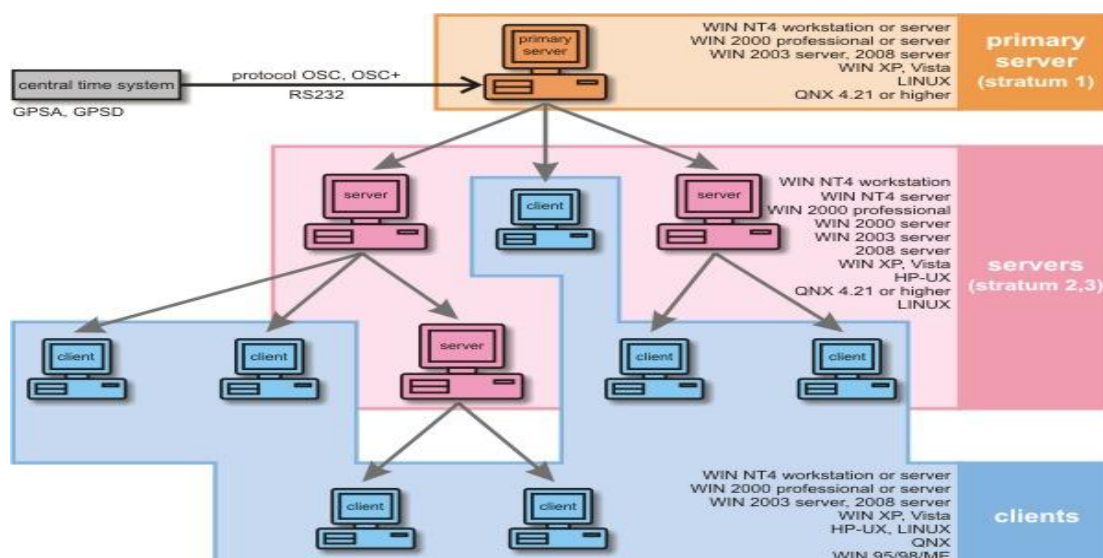 primary
server
WIN NT4 workstation or server
WIN 2000 professional or server
WIN 2003 server, 2008 server
WIN XP, Vista
LINUX
QNX 4.21 or higher
primary
server
(stratum 1)
central time system
protocol OSC, OSC+
RS232
GPSA, GPSD
server
client
server
WIN NT4 workstation
WIN NT4 server
WIN 2000 professional
WIN 2000 server
WIN 2003 server
2008 server
WIN XP, Vista
HP-UX
QNX 4.21 or higher
LINUX
servers
(stratum 2,3)
client
client
server
client
client
client
client
WIN NT4 workstation or server
WIN 2000 professional or server
WIN 2003 server, 2008 server
WIN XP, Vista
HP-UX, LINUX
QNX
WIN 95/98/ME
clients